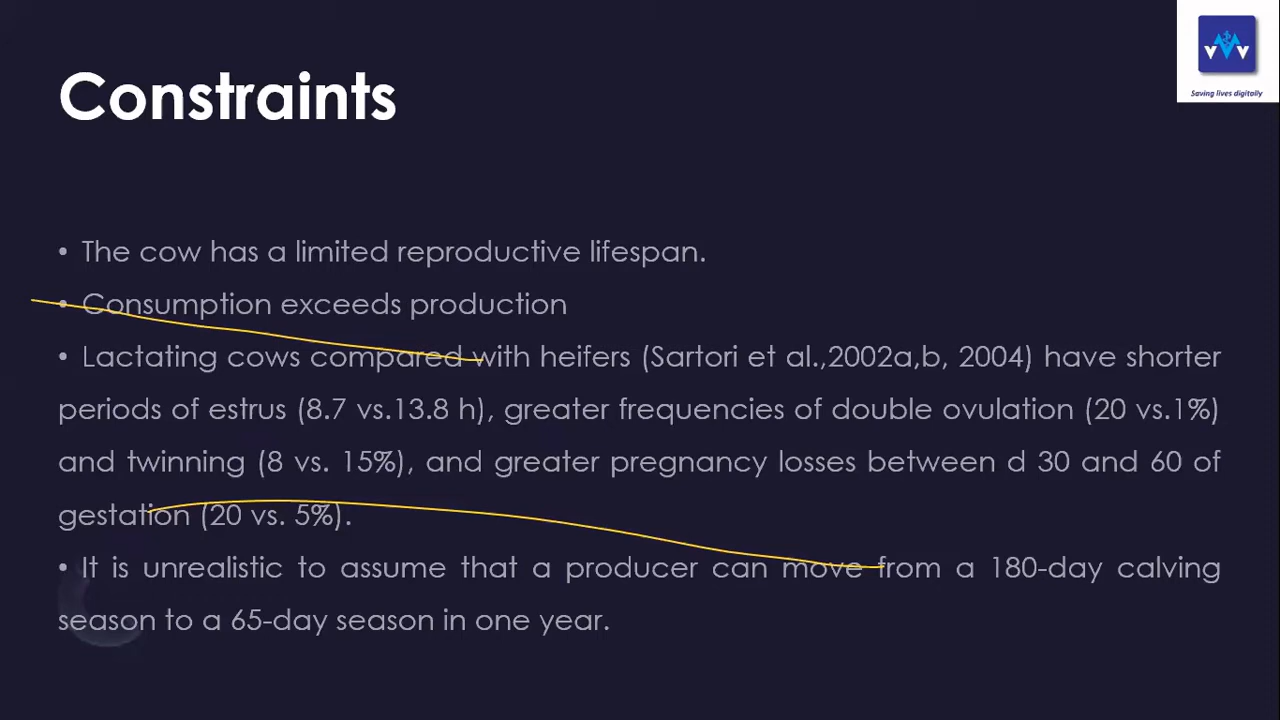 Constraints
Saving lives digitally
• The cow has a limited reproductive lifespan.
• Consumption exceeds production
• Lactating cows compared with heifers (Sartori et al.,2002a,b, 2004) have shorter
periods of estrus (8.7 vs.13.8 h), greater frequencies of double ovulation (20 vs.1%)
and twinning (8 vs. 15%), and greater pregnancy losses between d 30 and 60 of
gestation (20 vs. 5%).
• It is unrealistic to assume that a producer can move from a 180-day calving
season to a 65-day season in one year.